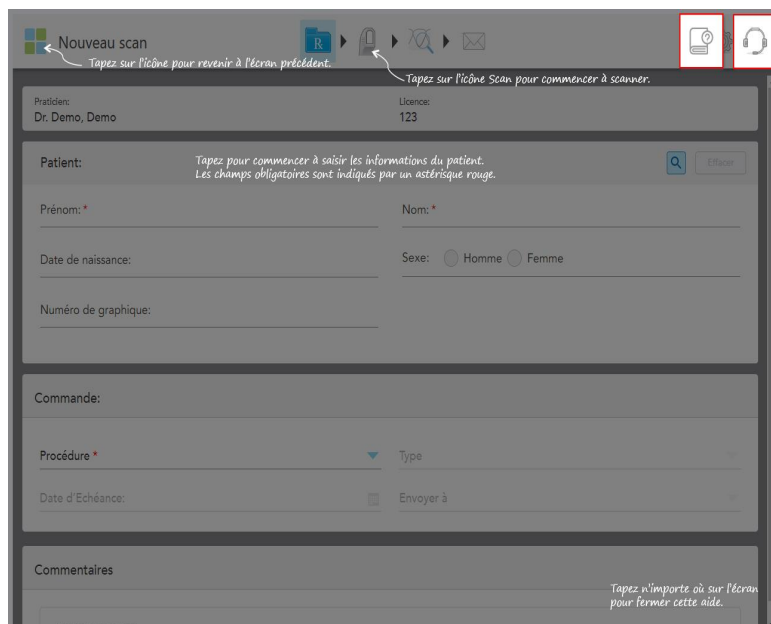 Nouveau scan
R
Tapez sur l'icône pour revenir à l'écran précédent.
Tapez sur l'icône Scan pour commencer à scanner.
Praticien:
Dr. Demo, Demo
Licence:
123
Patient:
Tapez pour commencer à saisir les informations du patient.
Les champs obligatoires sont indiqués par un astérisque rouge.
Effacer
Prénom: *
Nom: *
Date de naissance:
Sexe: Homme Femme
Numéro de graphique:
Commande:
Procédure *
Type
Date d'Echéance:
Envoyer à
Commentaires
Tapez n'importe où sur l'écran
pour fermer cette aide.